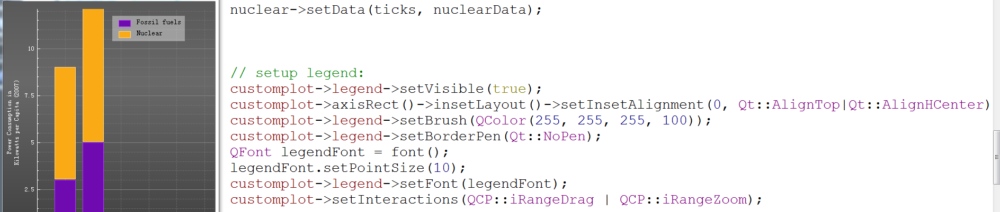 Fossil fuels
Nuclear
10
7.5
5
2.5
Power Consumption in
Kilowatts per Capita (2007)
nuclear->setData(ticks, nuclearData);
// setup legend:
customplot->legend->setVisible(true);
customplot->axisRect()->insetLayout()->setInsetAlignment(0, Qt::AlignTop|Qt::AlignHCenter)
customplot->legend->setBrush(QColor(255, 255, 255, 100));
customplot->legend->setBorderPen(Qt::NoPen);
QFont legendFont = font();
legendFont.setPointSize(10);
customplot->legend->setFont(legendFont);
customplot->setInteractions(QCP::iRangeDrag | QCP::iRangeZoom);